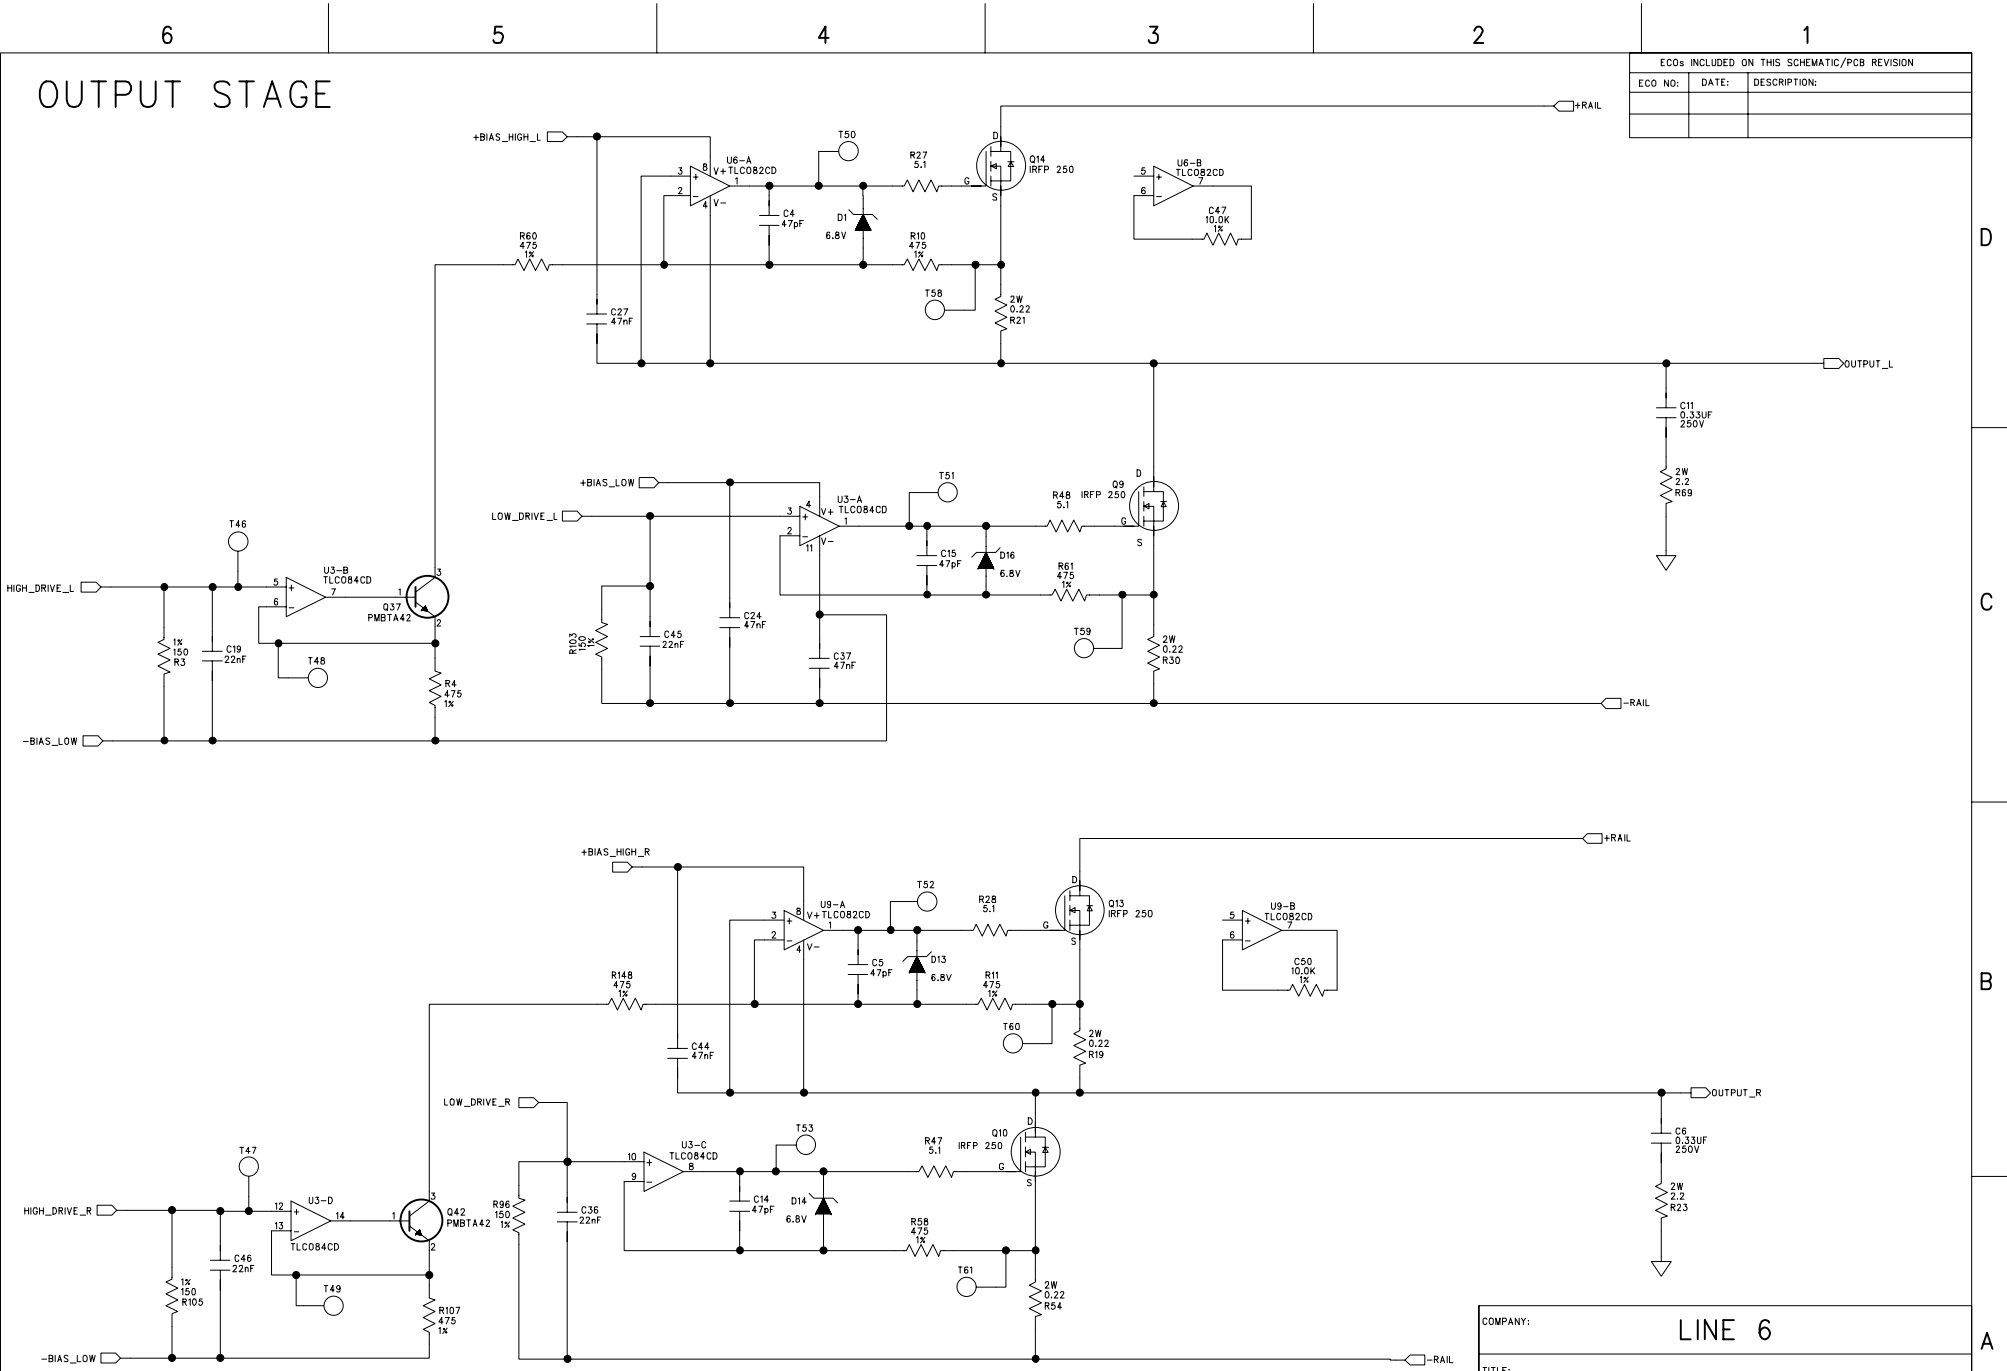 6 5 4 3 2 1
ECOs INCLUDED ON THIS SCHEMATIC/PCB REVISION
ECO NO: DATE: DESCRIPTION:
OUTPUT STAGE
+RAIL
+BIAS_HIGH_L
T50
U6-A
TLC082CD
3
2
8
V+
1
4
V-
R27
5.1
D
G
S
Q14
IRFP 250
U6-B
TLC082CD
5
6
7
C47
10.0K
1%
C4
47pF
D1
6.8V
R60
475
1%
R10
475
1%
D
T58
2W
0.22
R21
C27
47nF
OUTPUT_L
C11
0.33UF
250V
2W
2.2
R69
+BIAS_LOW
LOW_DRIVE_L
U3-A
TLC084CD
4
V+
3
2
1
11
V-
T51
R48
5.1
Q9
IRFP 250
D
G
S
C15
47pF
D16
6.8V
R61
475
1%
T59
2W
0.22
R30
T46
HIGH_DRIVE_L
U3-B
TLC084CD
5
6
7
1
3
2
Q37
PMBTA42
C
1%
150
R3
C19
22nF
T48
R4
475
1%
R103
150
1%
C45
22nF
C24
47nF
C37
47nF
-RAIL
-BIAS_LOW
+RAIL
+BIAS_HIGH_R
U9-A
TLC082CD
8
V+
3
2
1
4
V-
T52
R28
5.1
D
G
S
Q13
IRFP 250
U9-B
TLC082CD
5
6
7
C50
10.0K
1%
C5
47pF
D13
6.8V
R148
475
1%
R11
475
1%
B
T60
2W
0.22
R19
C44
47nF
OUTPUT_R
LOW_DRIVE_R
C6
0.33UF
250V
2W
2.2
R23
U3-C
TLC084CD
10
9
8
T53
R47
5.1
Q10
IRFP 250
D
G
S
T47
HIGH_DRIVE_R
U3-D
TLC084CD
12
13
14
1
3
2
Q42
PMBTA42
R96
150
1%
C36
22nF
C14
47pF
D14
6.8V
R58
475
1%
T61
2W
0.22
R54
1%
150
R105
C46
22nF
T49
R107
475
1%
-BIAS_LOW
-RAIL
COMPANY:
LINE 6
A
TITLE: